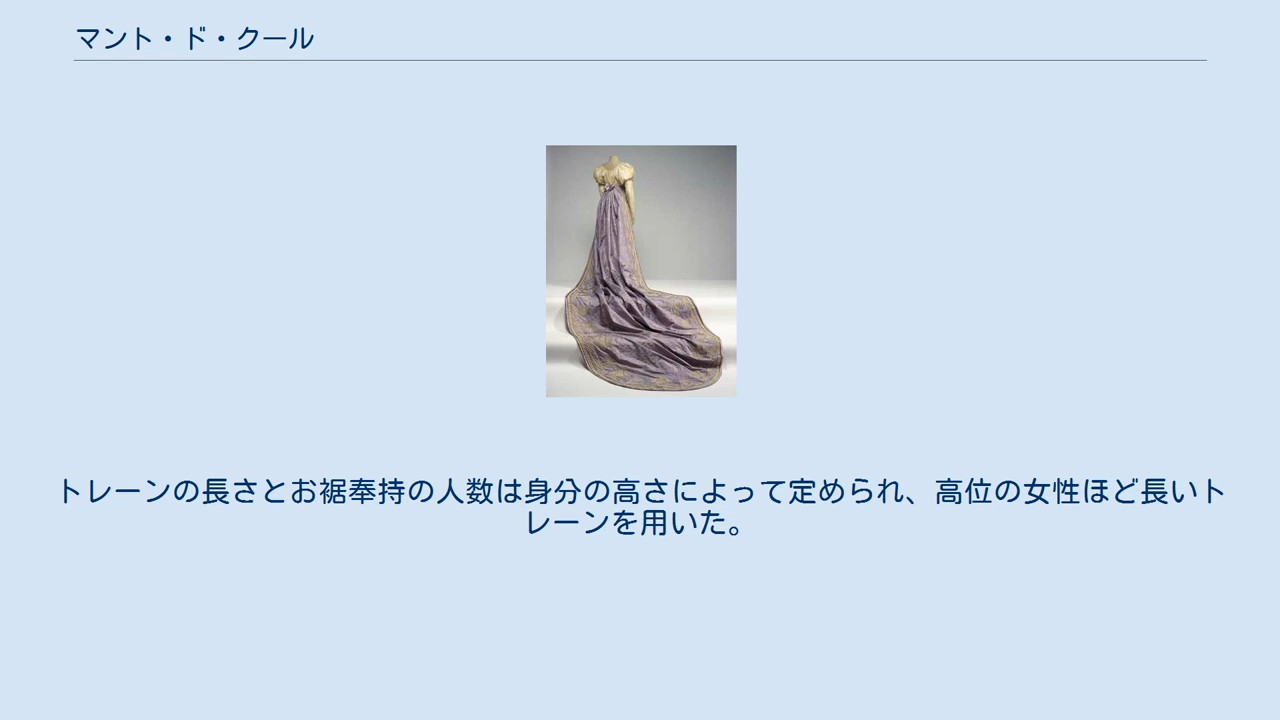 マント・ド・クール
トレーンの長さとお裾奉持の人数は身分の高さによって定められ、高位の女性ほど長いト
レーンを用いた。